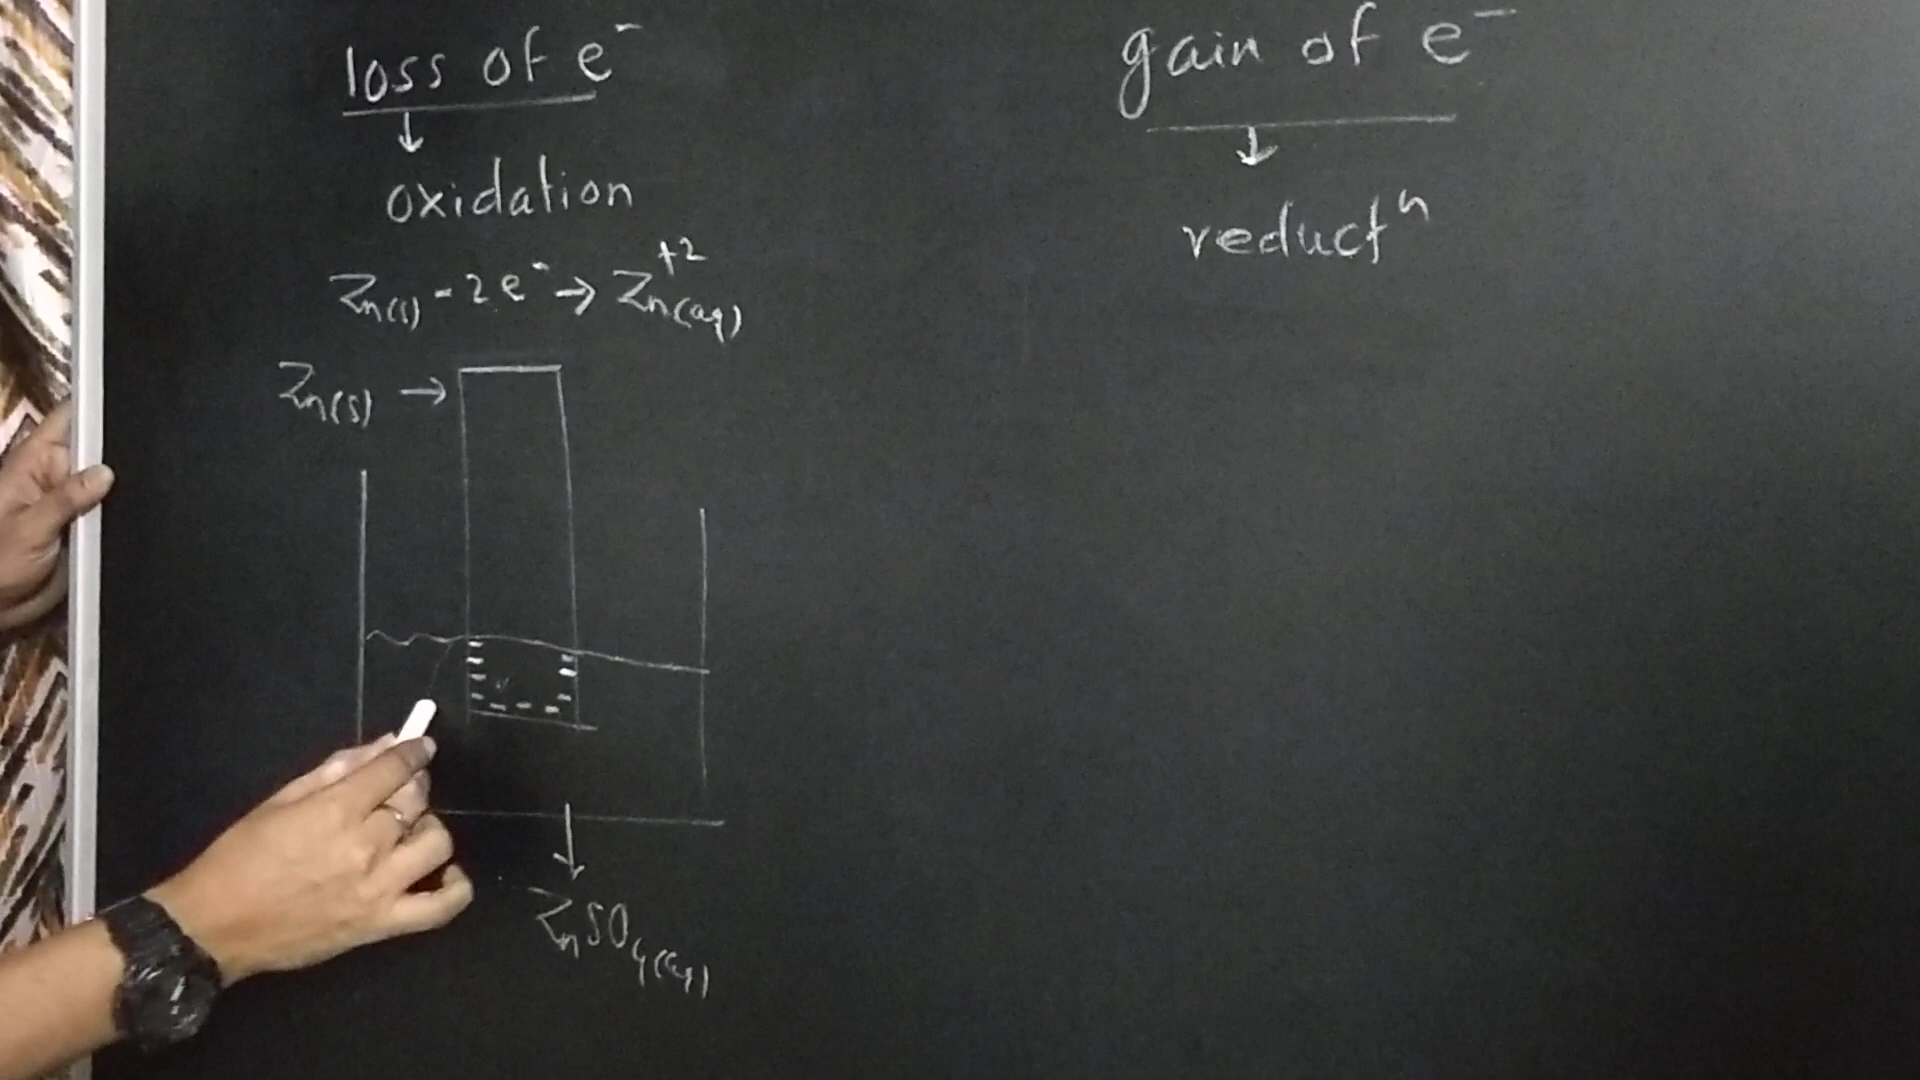 loss of e⁻
↓
oxidation
Zn(s) - 2e⁻ → Zn⁺²(aq)
Zn(s) →
↓
ZnSO₄(aq)
gain of e⁻
↓
reductⁿ